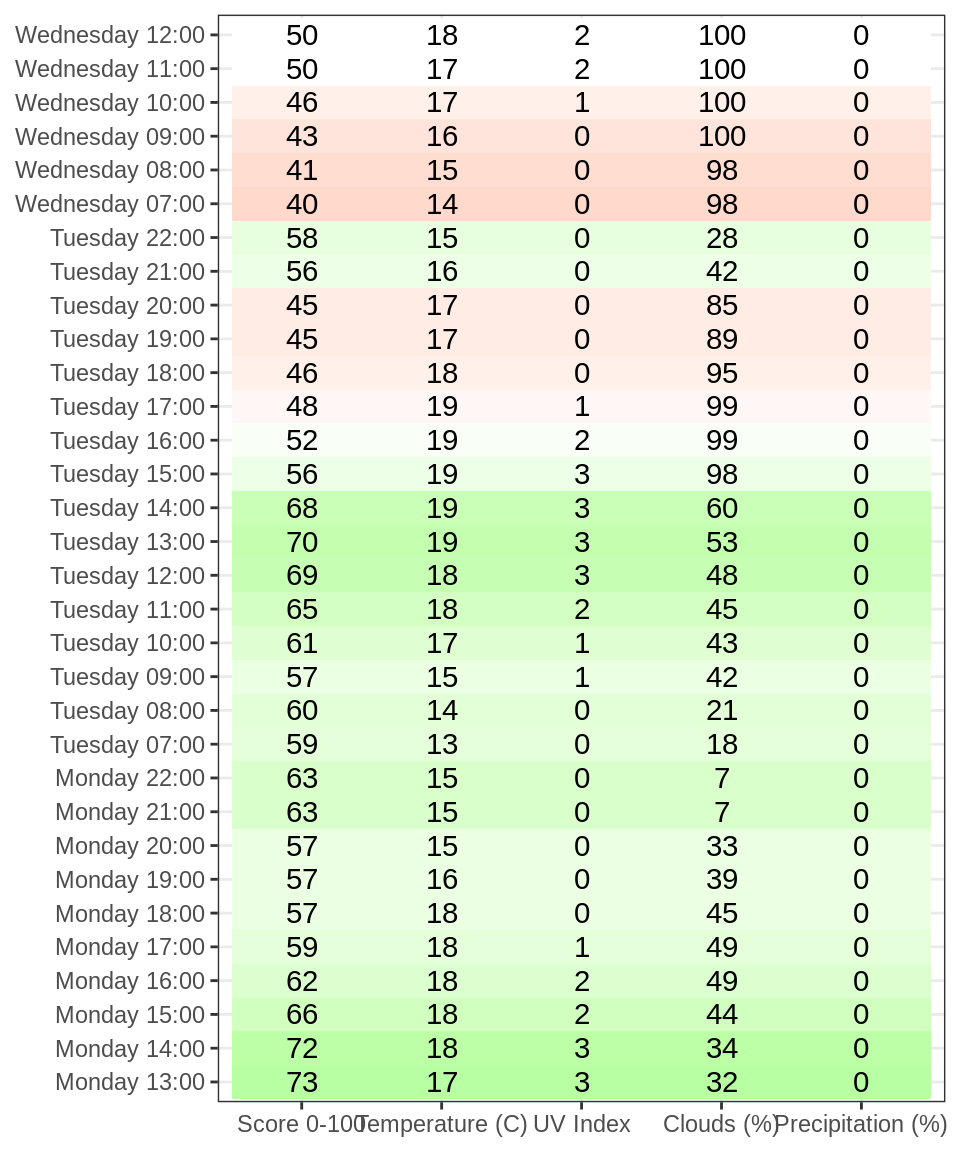 Wednesday 12:00 50 18 2 100 0
Wednesday 11:00 50 17 2 100 0
Wednesday 10:00 46 17 1 100 0
Wednesday 09:00 43 16 0 100 0
Wednesday 08:00 41 15 0 98 0
Wednesday 07:00 40 14 0 98 0
Tuesday 22:00 58 15 0 28 0
Tuesday 21:00 56 16 0 42 0
Tuesday 20:00 45 17 0 85 0
Tuesday 19:00 45 17 0 89 0
Tuesday 18:00 46 18 0 95 0
Tuesday 17:00 48 19 1 99 0
Tuesday 16:00 52 19 2 99 0
Tuesday 15:00 56 19 3 98 0
Tuesday 14:00 68 19 3 60 0
Tuesday 13:00 70 19 3 53 0
Tuesday 12:00 69 18 3 48 0
Tuesday 11:00 65 18 2 45 0
Tuesday 10:00 61 17 1 43 0
Tuesday 09:00 57 15 1 42 0
Tuesday 08:00 60 14 0 21 0
Tuesday 07:00 59 13 0 18 0
Monday 22:00 63 15 0 7 0
Monday 21:00 63 15 0 7 0
Monday 20:00 57 15 0 33 0
Monday 19:00 57 16 0 39 0
Monday 18:00 57 18 0 45 0
Monday 17:00 59 18 1 49 0
Monday 16:00 62 18 2 49 0
Monday 15:00 66 18 2 44 0
Monday 14:00 72 18 3 34 0
Monday 13:00 73 17 3 32 0
Score 0-100 Temperature (C) UV Index Clouds (%) Precipitation (%)